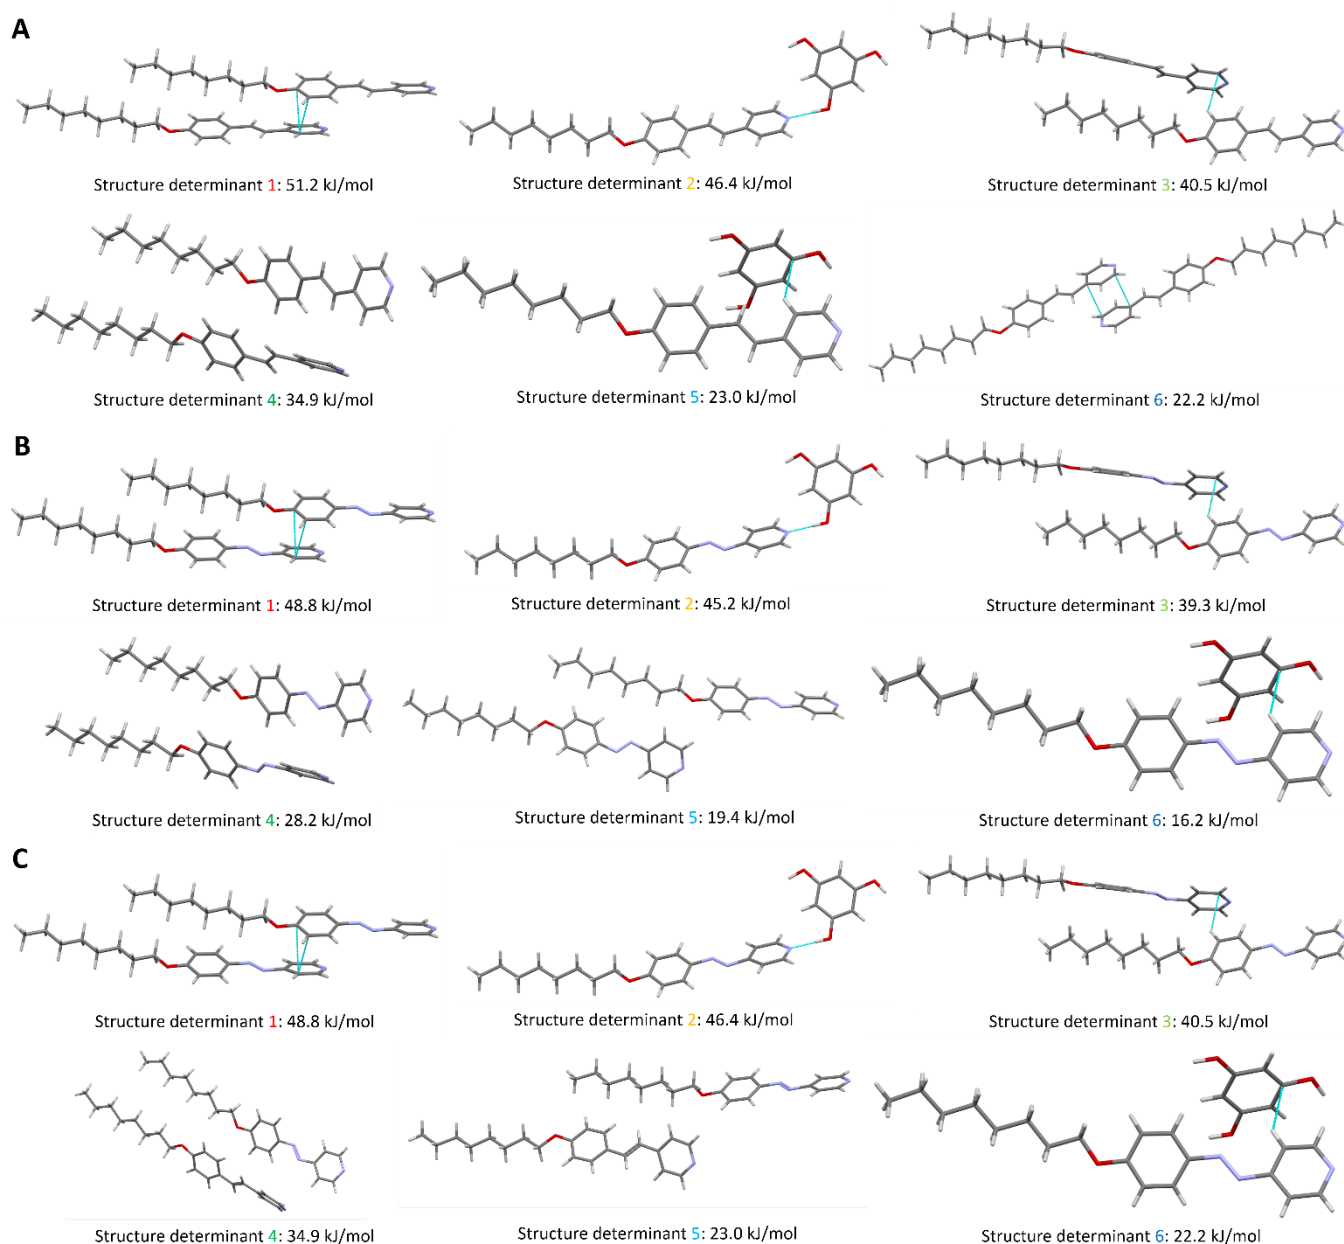 A
Structure determinant 1: 51.2 kJ/mol
Structure determinant 2: 46.4 kJ/mol
Structure determinant 3: 40.5 kJ/mol
Structure determinant 4: 34.9 kJ/mol
Structure determinant 5: 23.0 kJ/mol
Structure determinant 6: 22.2 kJ/mol
B
Structure determinant 1: 48.8 kJ/mol
Structure determinant 2: 45.2 kJ/mol
Structure determinant 3: 39.3 kJ/mol
Structure determinant 4: 28.2 kJ/mol
Structure determinant 5: 19.4 kJ/mol
Structure determinant 6: 16.2 kJ/mol
C
Structure determinant 1: 48.8 kJ/mol
Structure determinant 2: 46.4 kJ/mol
Structure determinant 3: 40.5 kJ/mol
Structure determinant 4: 34.9 kJ/mol
Structure determinant 5: 23.0 kJ/mol
Structure determinant 6: 22.2 kJ/mol